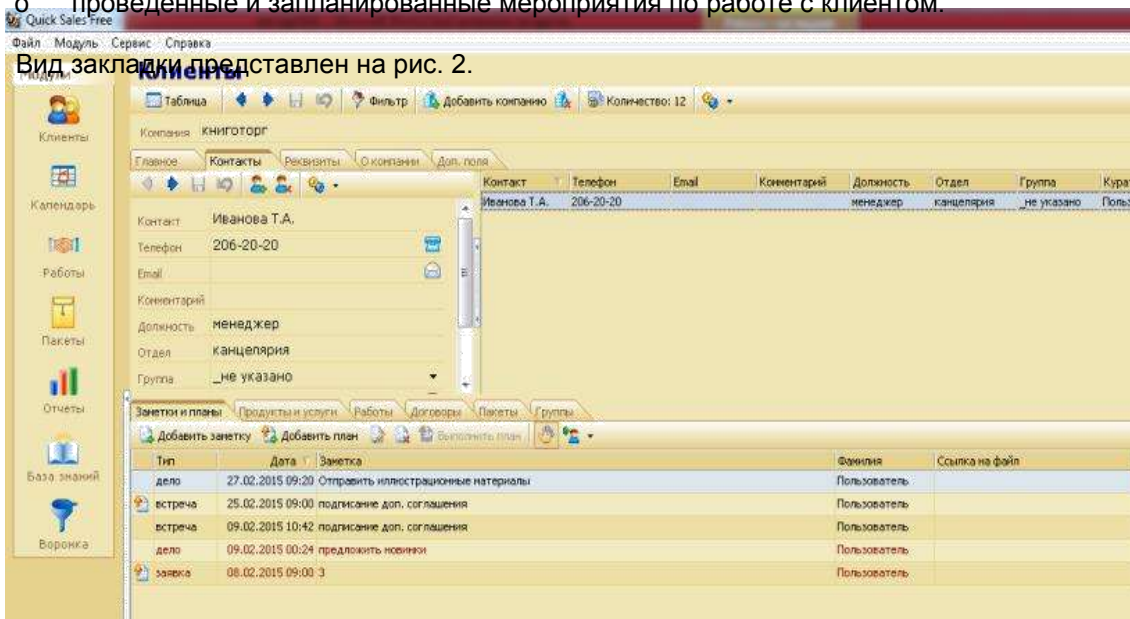 o проведенные и запланированные мероприятия по работе с клиентом.
Quick Sales Free
Файл Модуль Сервис Справка
Вид закладки представлен на рис. 2.
Модули
Клиенты
Таблица Фильтр Добавить компанию Количество: 12
Клиенты
Компания книготорг
Главное Контакты Реквизиты О компании Доп. поля
Контакт Телефон Email Комментарий Должность Отдел Группа Кура
Иванова Т.А. 206-20-20 менеджер канцелярия _не указано Польз
Календарь
Контакт Иванова Т.А.
Телефон 206-20-20
Работы
Email
Комментарий
Должность менеджер
Пакеты
Отдел канцелярия
Группа _не указано
Отчеты
Заметки и планы Продукты и услуги Работы Договоры Пакеты Группы
Добавить заметку Добавить план Выполнить план
Тип Дата Заметка Фамилия Ссылка на файл
База знаний
дело 27.02.2015 09:20 Отправить иллюстрационные материалы Пользователь
встреча 25.02.2015 09:00 подписание доп. соглашения Пользователь
встреча 09.02.2015 10:42 подписание доп. соглашения Пользователь
Воронка
дело 09.02.2015 00:24 предложить новинки Пользователь
заявка 08.02.2015 09:00 3 Пользователь